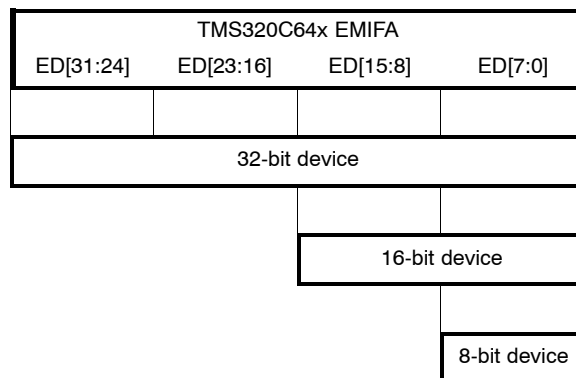 TMS320C64x EMIFA
ED[31:24] ED[23:16] ED[15:8] ED[7:0]
32-bit device
16-bit device
8-bit device